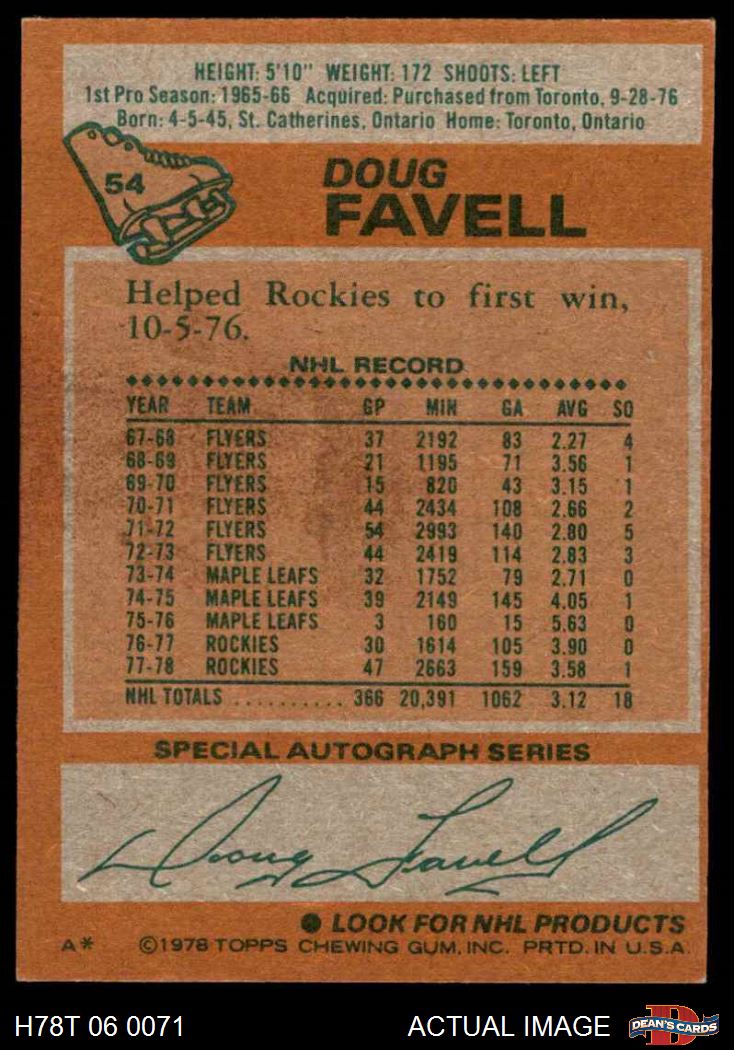 HEIGHT: 5'10" WEIGHT: 172 SHOOTS: LEFT
1st Pro Season: 1965-66 Acquired: Purchased from Toronto, 9-28-76
Born: 4-5-45, St. Catherines, Ontario Home: Toronto, Ontario
54
DOUG
FAVELL
Helped Rockies to first win,
10-5-76.
NHL RECORD
YEAR TEAM GP MIN GA AVG SO
67-68 FLYERS 37 2192 83 2.27 4
68-69 FLYERS 21 1195 71 3.56 1
69-70 FLYERS 15 820 43 3.15 1
70-71 FLYERS 44 2434 108 2.66 2
71-72 FLYERS 54 2993 140 2.80 5
72-73 FLYERS 44 2419 114 2.83 3
73-74 MAPLE LEAFS 32 1752 79 2.71 0
74-75 MAPLE LEAFS 39 2149 145 4.05 1
75-76 MAPLE LEAFS 3 160 15 5.63 0
76-77 ROCKIES 30 1614 105 3.90 0
77-78 ROCKIES 47 2663 159 3.58 1
NHL TOTALS .......... 366 20,391 1062 3.12 18
SPECIAL AUTOGRAPH SERIES
Doug Favell
● LOOK FOR NHL PRODUCTS
A* ©1978 TOPPS CHEWING GUM, INC. PRTD. IN U.S.A.
H78T 06 0071 ACTUAL IMAGE D DEAN'S CARDS